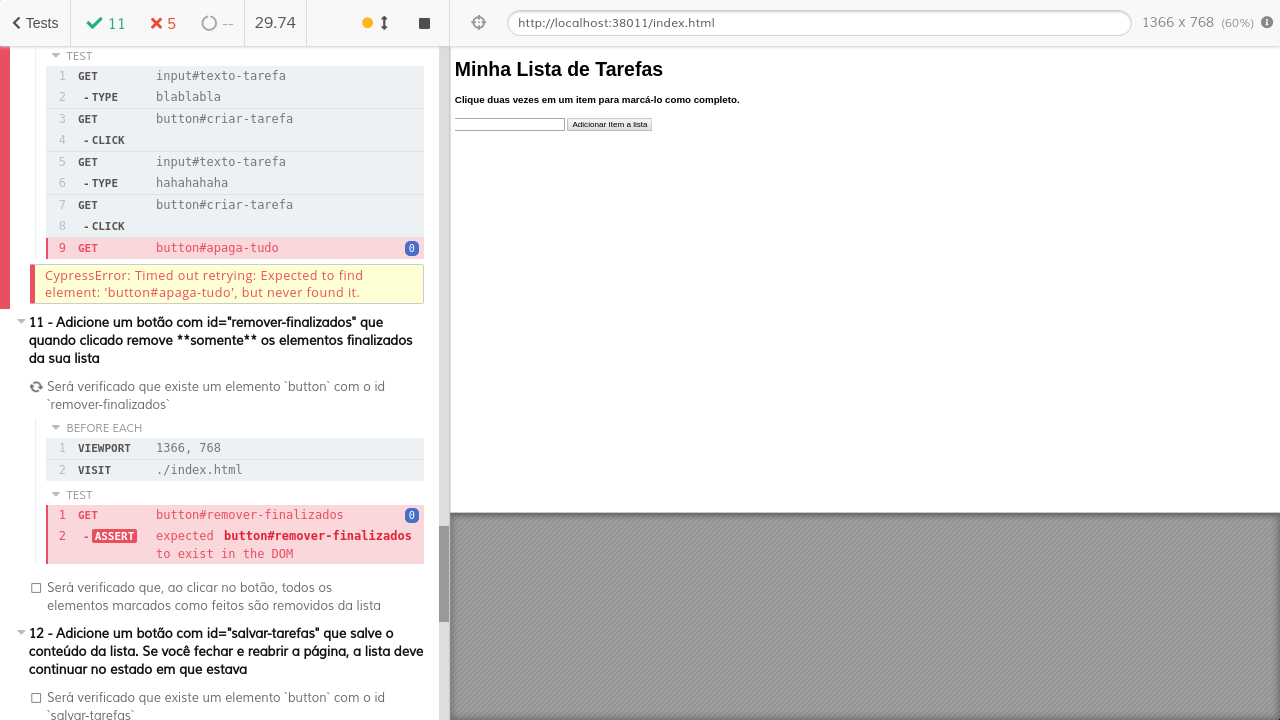 Tests 11 5 -- 29.74 http://localhost:38011/index.html 1366 x 768 (60%)
TEST
1 GET input#texto-tarefa
2 - TYPE blablabla
3 GET button#criar-tarefa
4 - CLICK
5 GET input#texto-tarefa
6 - TYPE hahahahaha
7 GET button#criar-tarefa
8 - CLICK
9 GET button#apaga-tudo 0
CypressError: Timed out retrying: Expected to find
element: 'button#apaga-tudo', but never found it.
11 - Adicione um botão com id="remover-finalizados" que
quando clicado remove **somente** os elementos finalizados
da sua lista
Será verificado que existe um elemento `button` com o id
`remover-finalizados`
BEFORE EACH
1 VIEWPORT 1366, 768
2 VISIT ./index.html
TEST
1 GET button#remover-finalizados 0
2 - ASSERT expected button#remover-finalizados
to exist in the DOM
Será verificado que, ao clicar no botão, todos os
elementos marcados como feitos são removidos da lista
12 - Adicione um botão com id="salvar-tarefas" que salve o
conteúdo da lista. Se você fechar e reabrir a página, a lista deve
continuar no estado em que estava
Será verificado que existe um elemento `button` com o id
`salvar-tarefas`
Minha Lista de Tarefas
Clique duas vezes em um item para marcá-lo como completo.
Adicionar Item a lista